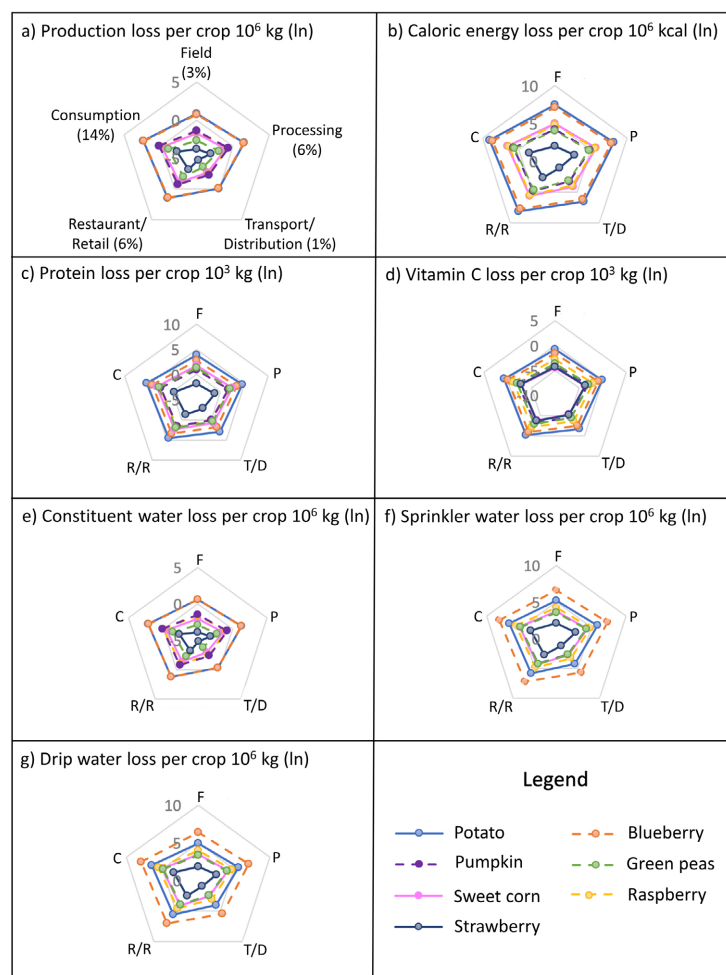 a) Production loss per crop 10⁶ kg (ln)
Field
(3%)
5
0
Consumption
(14%)
Processing
(6%)
Restaurant/
Retail (6%)
Transport/
Distribution (1%)
b) Caloric energy loss per crop 10⁶ kcal (ln)
F
10
5
C
P
R/R
T/D
c) Protein loss per crop 10³ kg (ln)
F
10
5
0
-5
C
P
R/R
T/D
d) Vitamin C loss per crop 10³ kg (ln)
F
5
0
C
P
R/R
T/D
e) Constituent water loss per crop 10⁶ kg (ln)
F
5
0
C
P
R/R
T/D
f) Sprinkler water loss per crop 10⁶ kg (ln)
F
10
5
0
C
P
R/R
T/D
g) Drip water loss per crop 10⁶ kg (ln)
F
10
5
0
C
P
R/R
T/D
Legend
Potato
Blueberry
Pumpkin
Green peas
Sweet corn
Raspberry
Strawberry